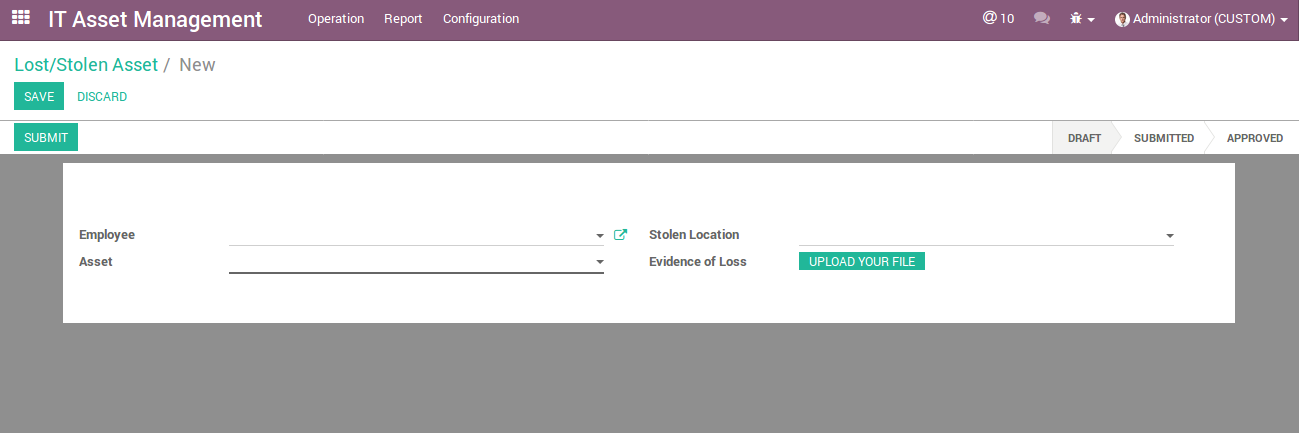 IT Asset Management Operation Report Configuration @ 10 Administrator (CUSTOM)
Lost/Stolen Asset / New
SAVE DISCARD
SUBMIT DRAFT SUBMITTED APPROVED
Employee Stolen Location
Asset Evidence of Loss UPLOAD YOUR FILE